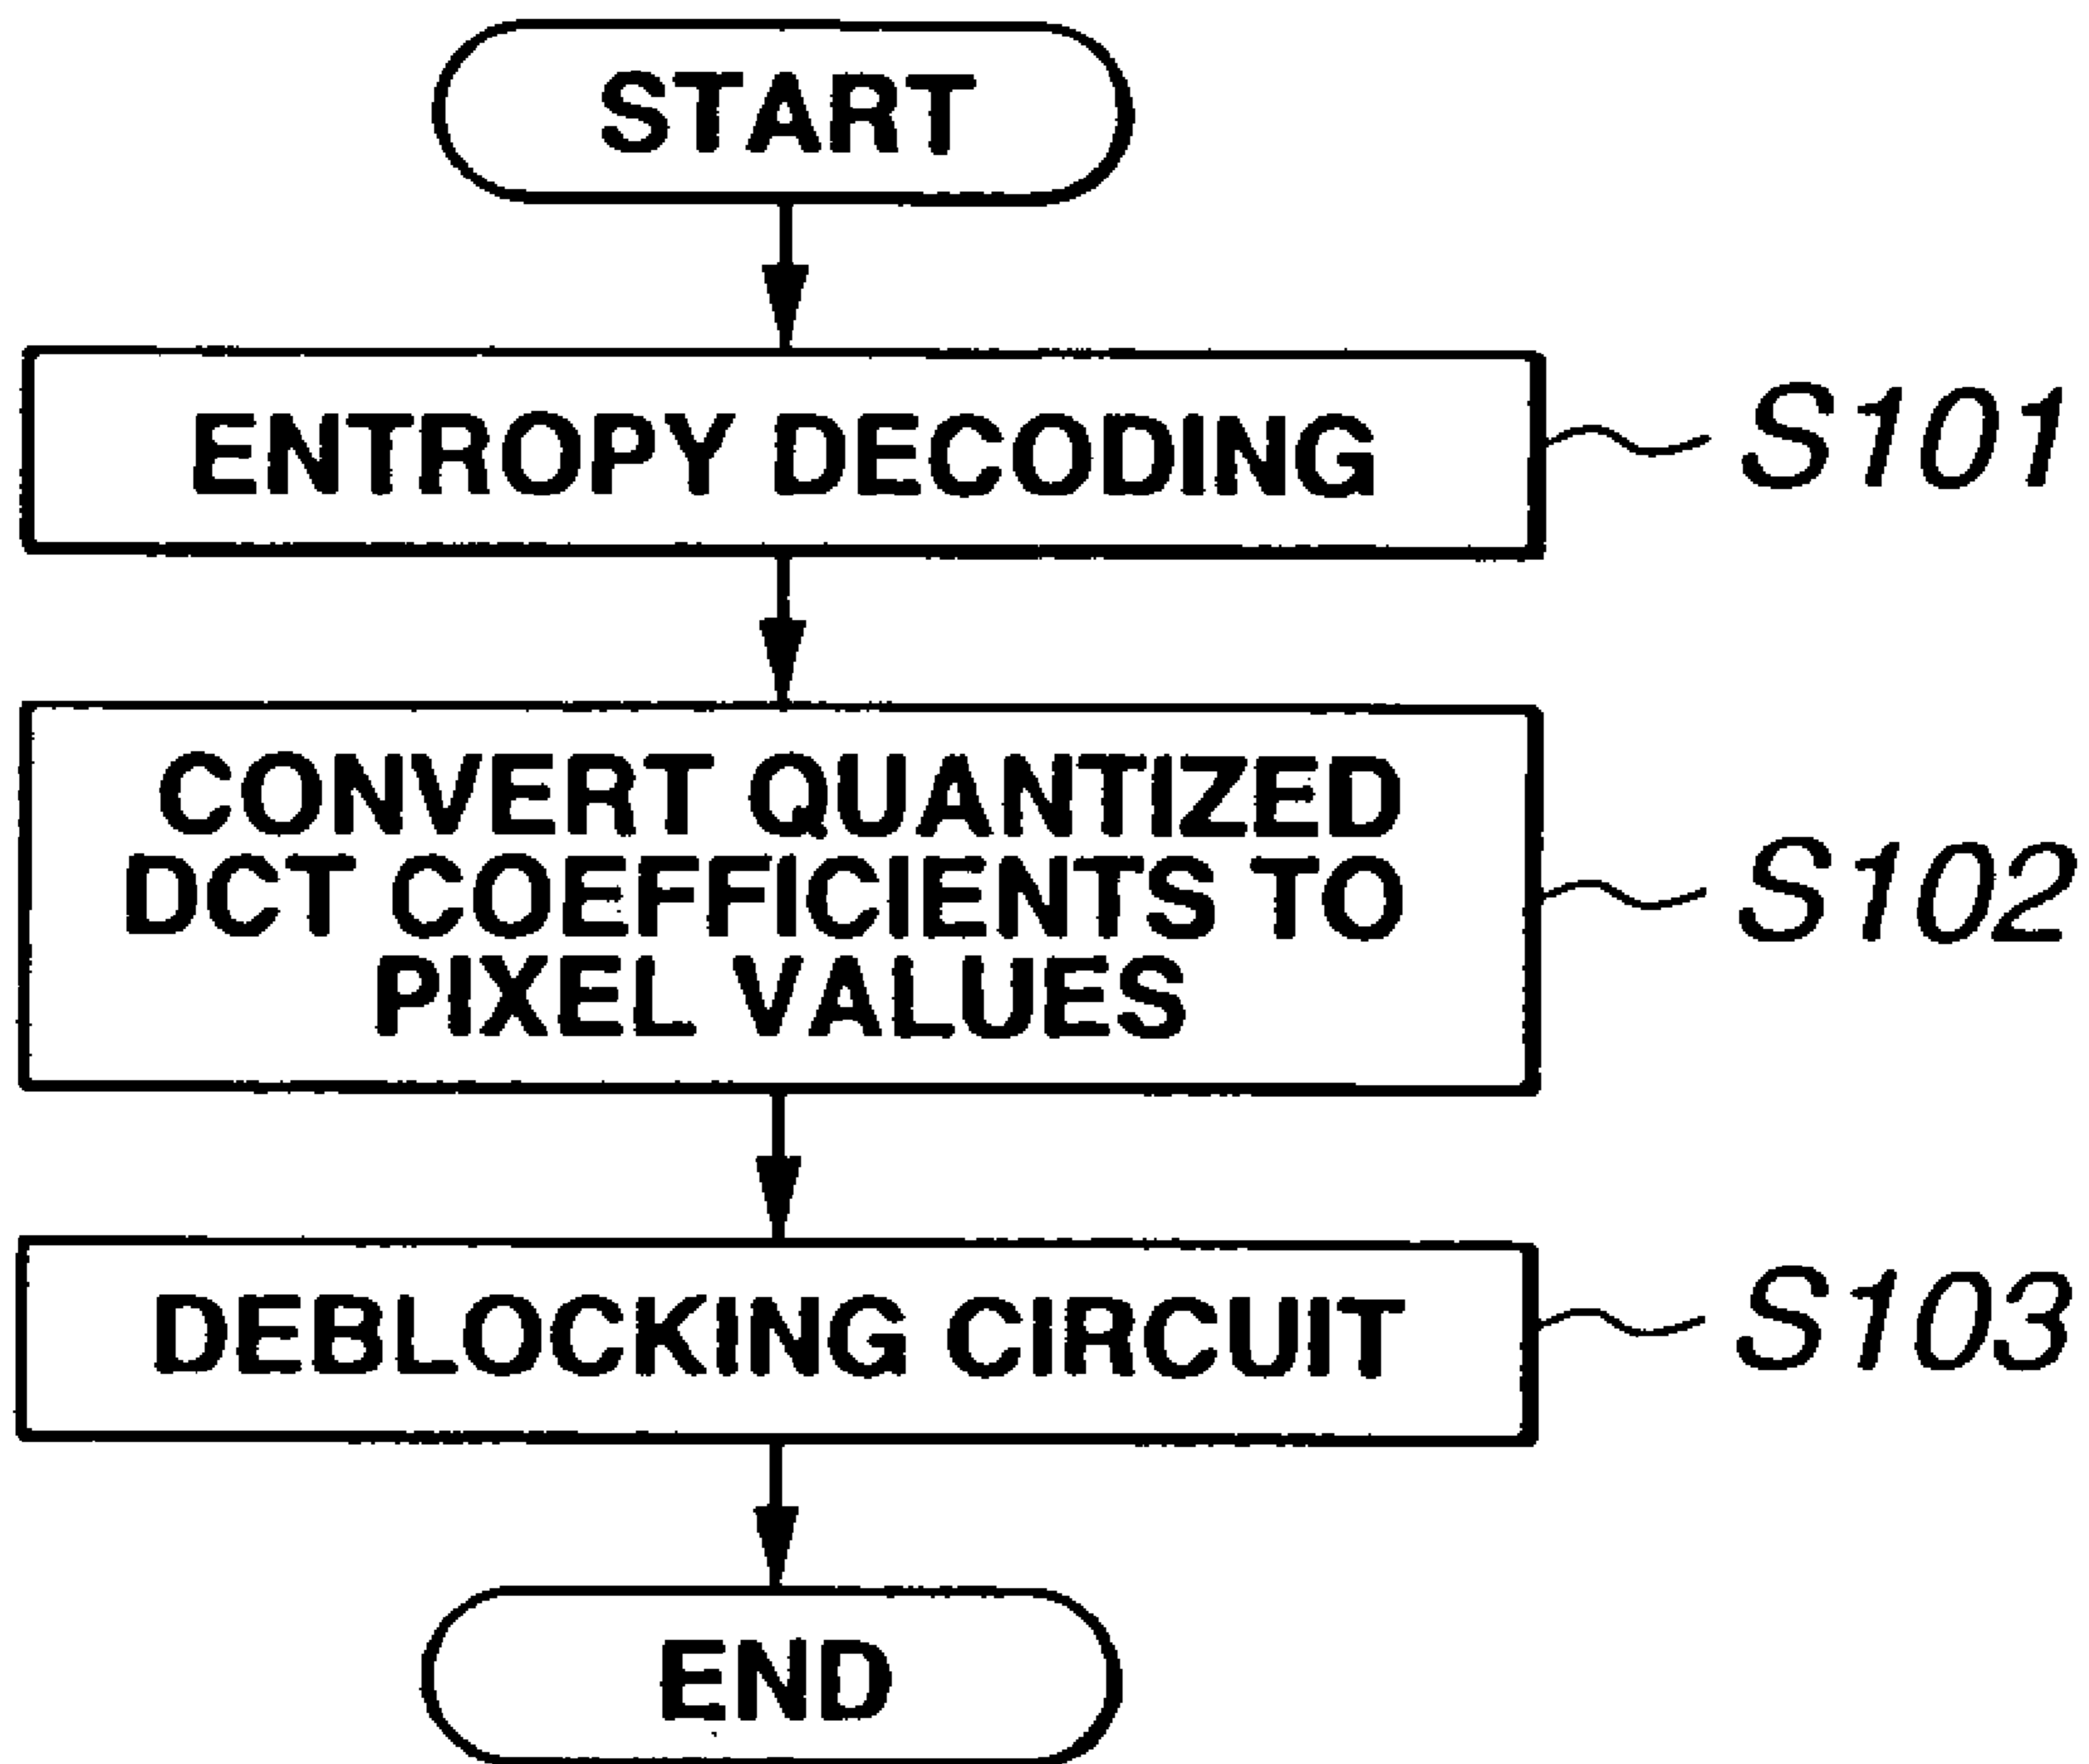 START
ENTROPY DECODING
S101
CONVERT QUANTIZED
DCT COEFFICIENTS TO
PIXEL VALUES
S102
DEBLOCKING CIRCUIT
S103
END